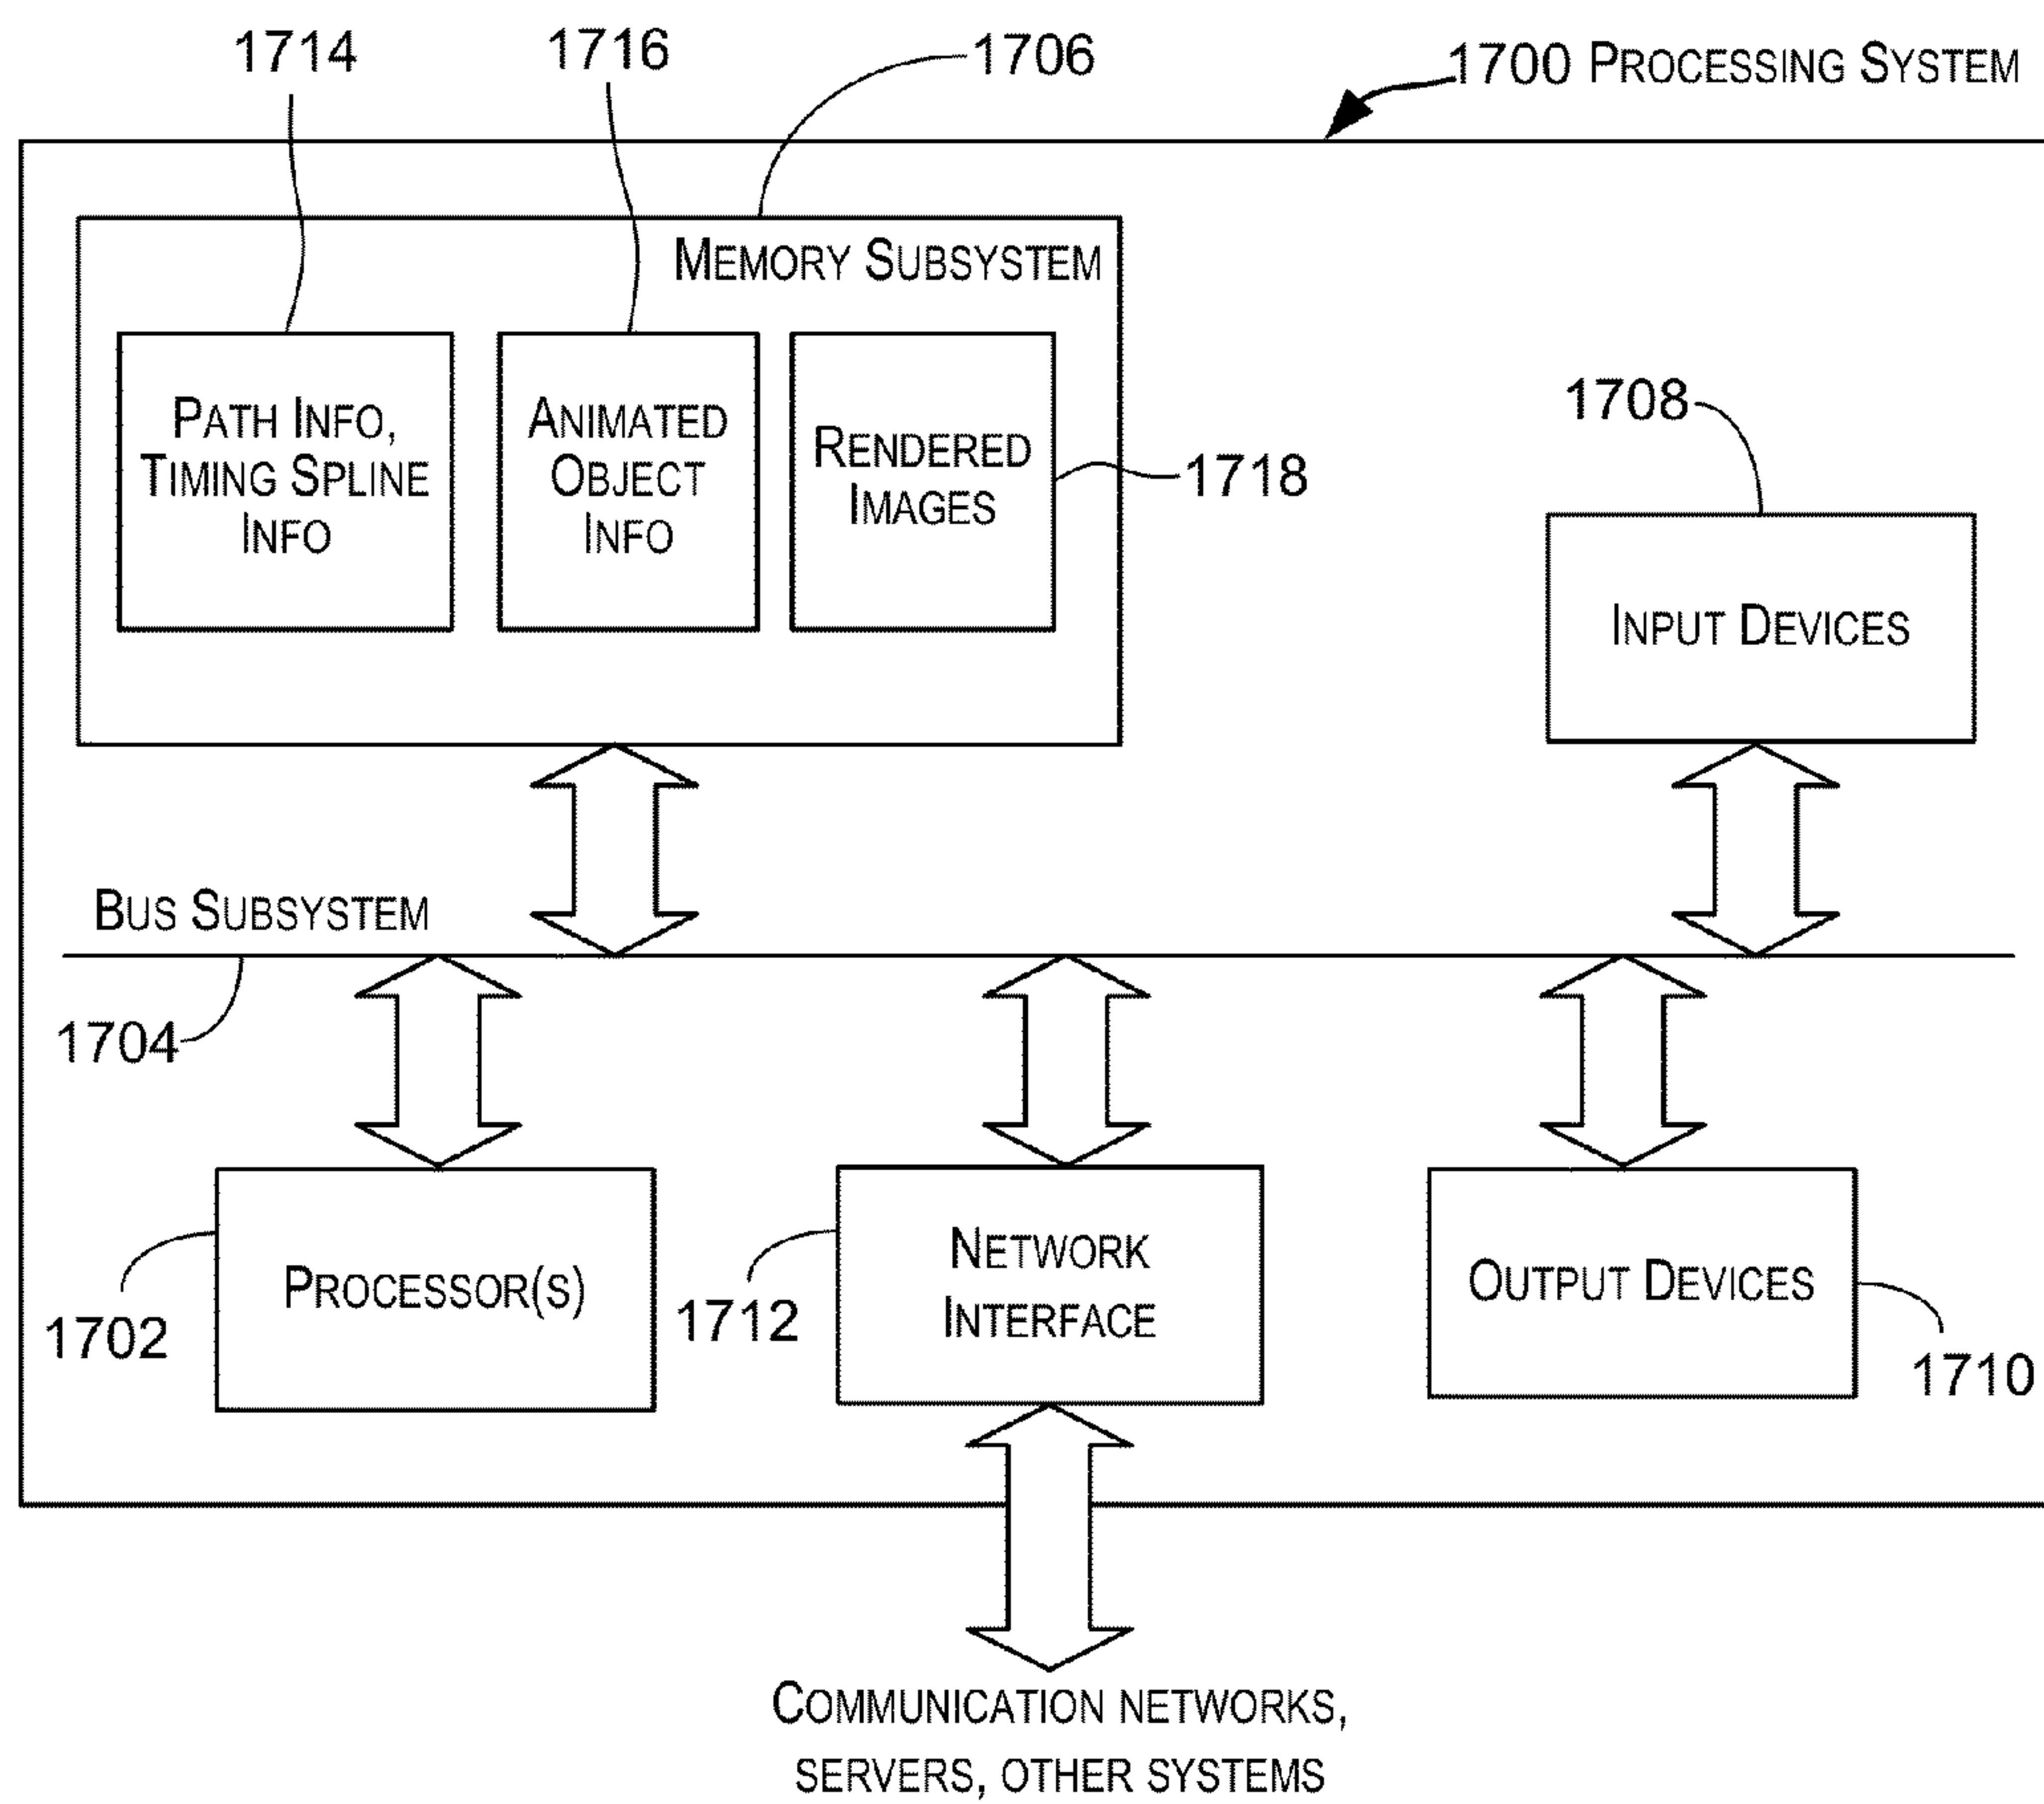 1714
1716
1706
1700 PROCESSING SYSTEM
MEMORY SUBSYSTEM
PATH INFO,
TIMING SPLINE
INFO
ANIMATED
OBJECT
INFO
RENDERED
IMAGES
1718
1708
INPUT DEVICES
BUS SUBSYSTEM
1704
PROCESSOR(S)
1702
NETWORK
INTERFACE
1712
OUTPUT DEVICES
1710
COMMUNICATION NETWORKS,
SERVERS, OTHER SYSTEMS